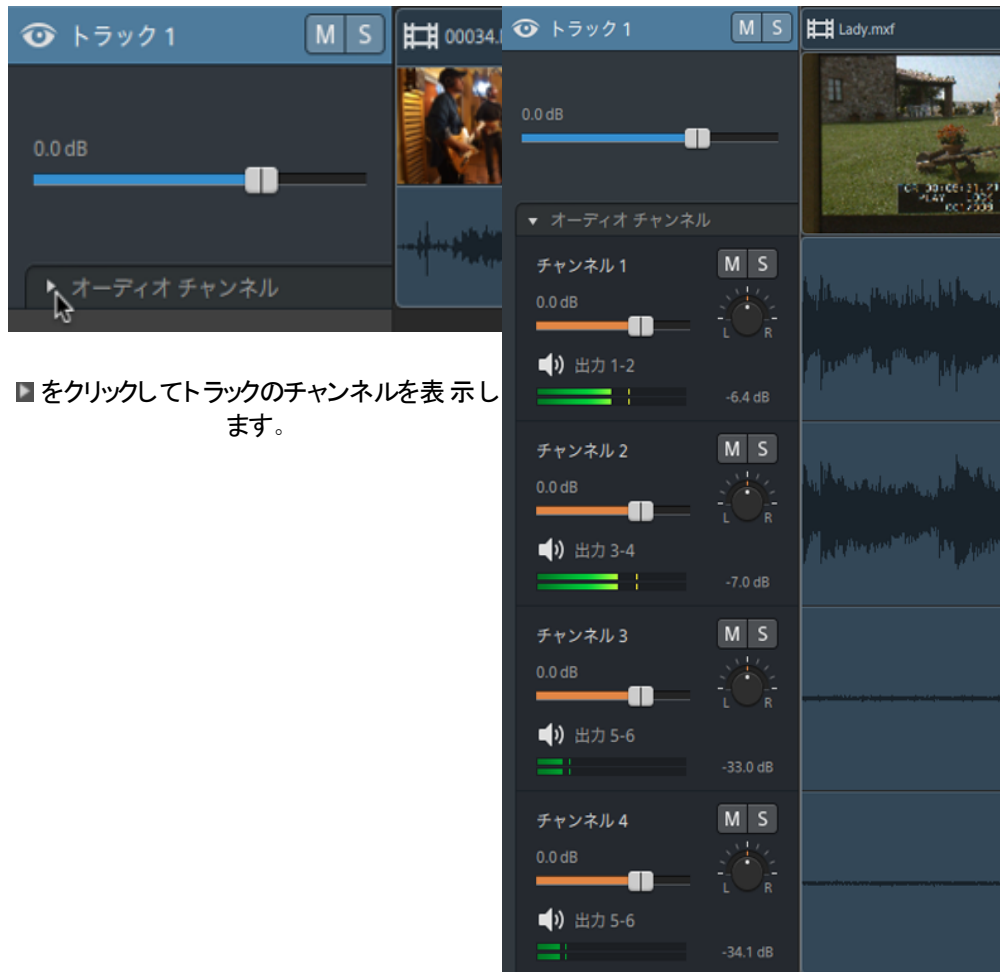 トラック 1
M S
00034.
0.0 dB
オーディオ チャンネル
をクリックしてトラックのチャンネルを表示し
ます。
トラック 1
M S
Lady.mxf
0.0 dB
オーディオ チャンネル
チャンネル 1
M S
0.0 dB
L R
出力 1-2
-6.4 dB
チャンネル 2
M S
0.0 dB
L R
出力 3-4
-7.0 dB
チャンネル 3
M S
0.0 dB
L R
出力 5-6
-33.0 dB
チャンネル 4
M S
0.0 dB
L R
出力 5-6
-34.1 dB